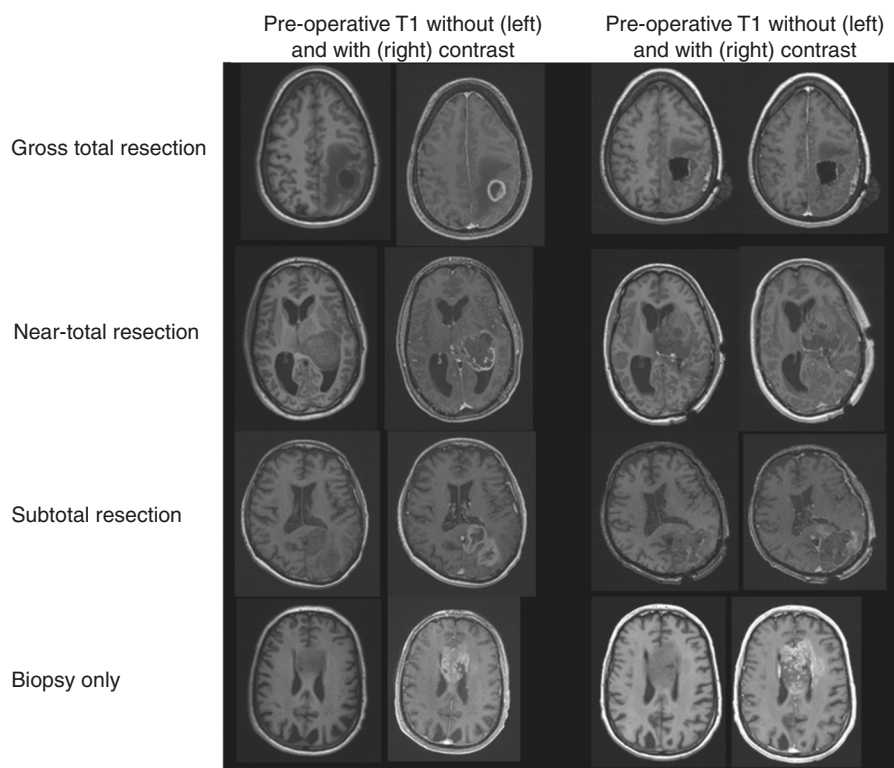 Pre-operative T1 without (left)
and with (right) contrast
Pre-operative T1 without (left)
and with (right) contrast
Gross total resection
Near-total resection
Subtotal resection
Biopsy only